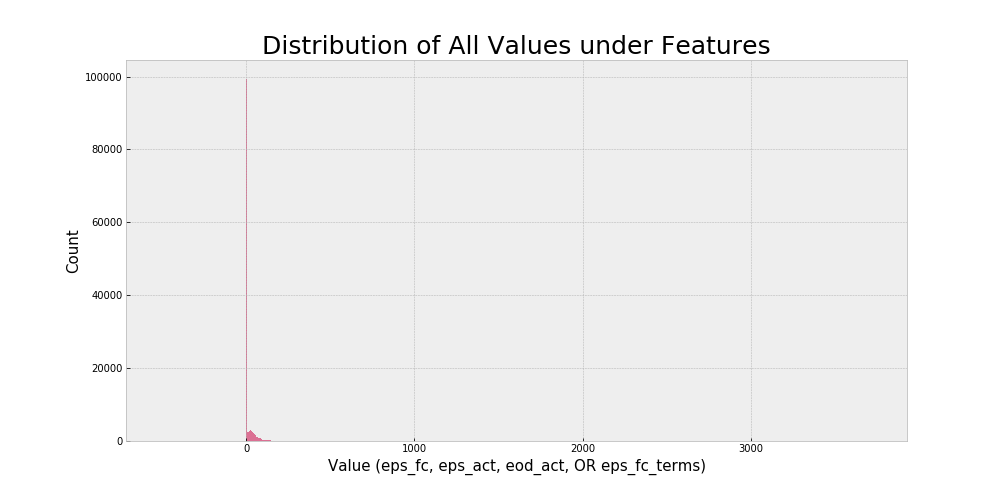 Distribution of All Values under Features
100000
80000
60000
40000
20000
0
Count
0 1000 2000 3000
Value (eps_fc, eps_act, eod_act, OR eps_fc_terms)